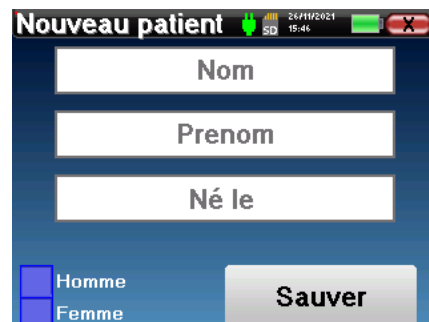 Nouveau patient
SD
26/11/2021
15:46
X
Nom
Prenom
Né le
Homme
Femme
Sauver